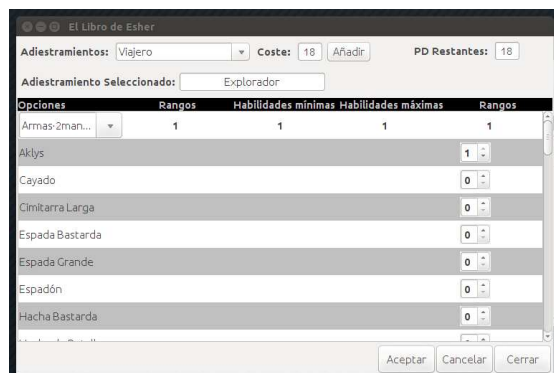 El Libro de Esher
Adiestramientos: Viajero Coste: 18 Añadir PD Restantes: 18
Adiestramiento Seleccionado: Explorador
Opciones Rangos Habilidades mínimas Habilidades máximas Rangos
Armas·2man... 1 1 1 1
Aklys 1
Cayado 0
Cimitarra Larga 0
Espada Bastarda 0
Espada Grande 0
Espadón 0
Hacha Bastarda 0
Aceptar Cancelar Cerrar